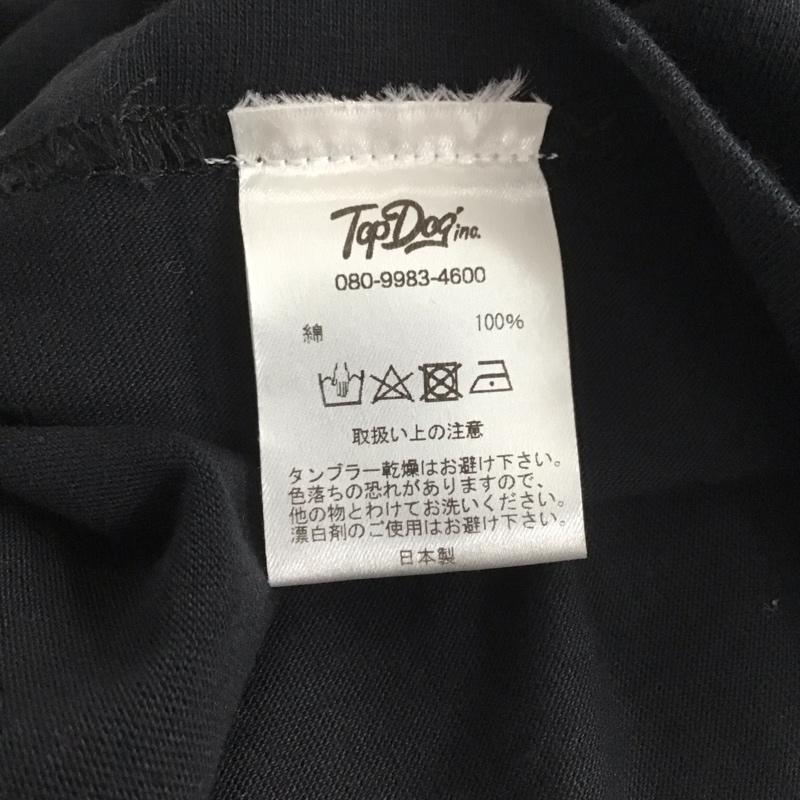 TopDog inc.
080-9983-4600
綿 100%
取扱い上の注意
タンブラー乾燥はお避け下さい。
色落ちの恐れがありますので、
他の物とわけてお洗いください。
漂白剤のご使用はお避け下さい。
日本製